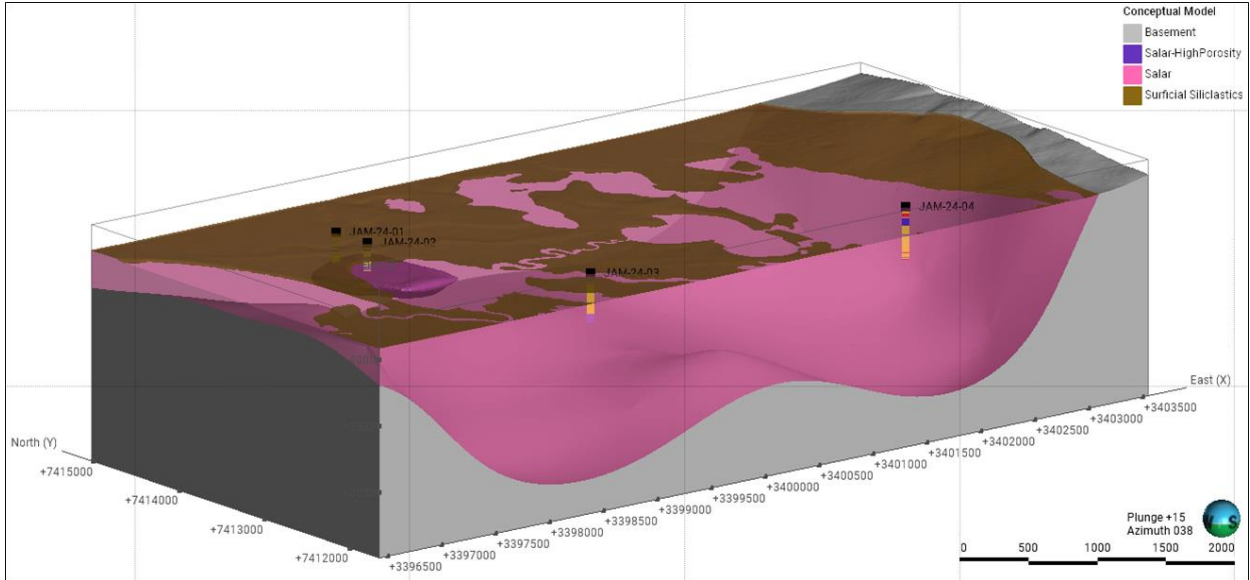 Conceptual Model
Basement
Salar-HighPorosity
Salar
Surficial Siliclastics
JAM-24-01
JAM-24-02
JAM-24-03
JAM-24-04
East (X)
+3403500
+3403000
+3402500
+3402000
+3401500
+3401000
+3400500
+3400000
+3399500
+3399000
+3398500
+3398000
+3397500
+3397000
+3396500
North (Y)
+7415000
+7414000
+7413000
+7412000
Plunge +15
Azimuth 038
W S
0 500 1000 1500 2000